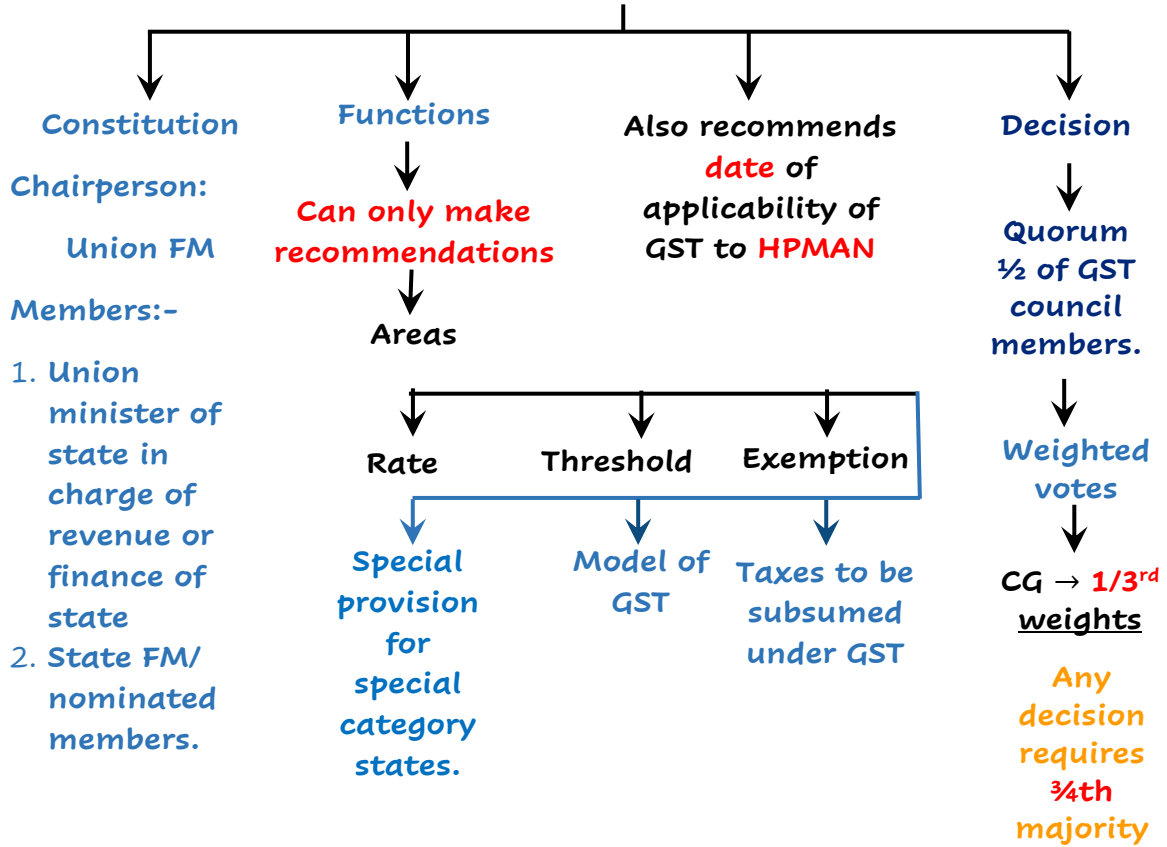 Constitution
Chairperson:
Union FM
Members:-
1. Union
minister of
state in
charge of
revenue or
finance of
state
2. State FM/
nominated
members.
Functions
Can only make
recommendations
Areas
Rate
Threshold
Exemption
Special
provision
for
special
category
states.
Model of
GST
Taxes to be
subsumed
under GST
Also recommends
date of
applicability of
GST to HPMAN
Decision
Quorum
½ of GST
council
members.
Weighted
votes
CG → 1/3rd
weights
Any
decision
requires
¾th
majority